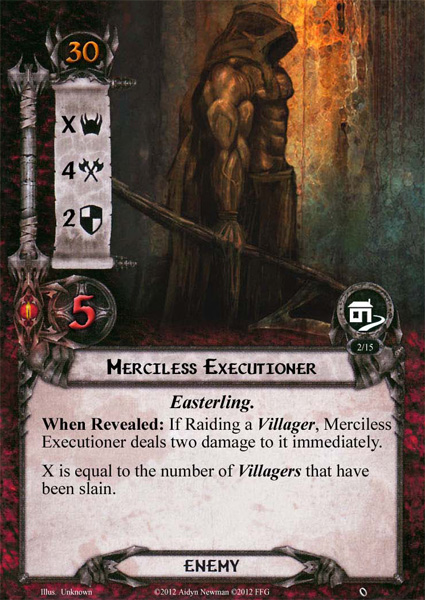 30
X
4
2
5
2/15
Merciless Executioner
Easterling.
When Revealed: If Raiding a Villager, Merciless
Executioner deals two damage to it immediately.
X is equal to the number of Villagers that have
been slain.
ENEMY
Illus. Unknown ©2012 Aidyn Newman ©2012 FFG 0